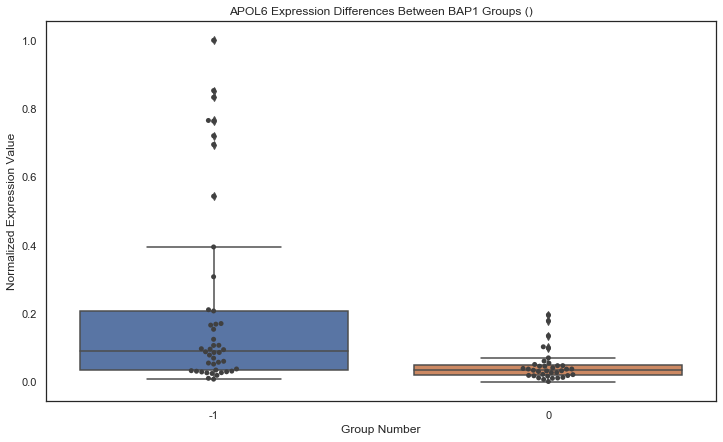 APOL6 Expression Differences Between BAP1 Groups ()
1.0
0.8
0.6
0.4
0.2
0.0
Normalized Expression Value
-1
0
Group Number